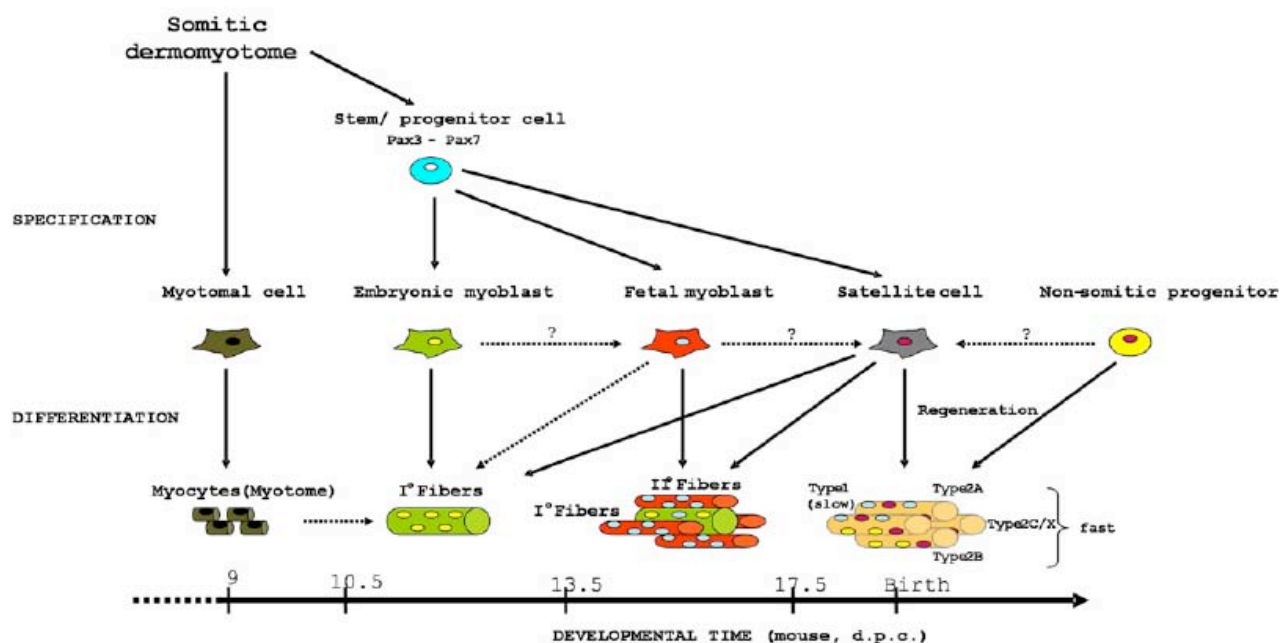 Somitic
dermomyotome
Stem/ progenitor cell
Pax3 - Pax7
SPECIFICATION
Myotomal cell
Embryonic myoblast
Fetal myoblast
Satellite cell
Non-somitic progenitor
?
?
?
DIFFERENTIATION
Regeneration
Myocytes(Myotome)
I° Fibers
I° Fibers
II° Fibers
Type1
(slow)
Type2A
Type2C/X
Type2B
fast
9
10.5
13.5
17.5
Birth
DEVELOPMENTAL TIME (mouse, d.p.c.)